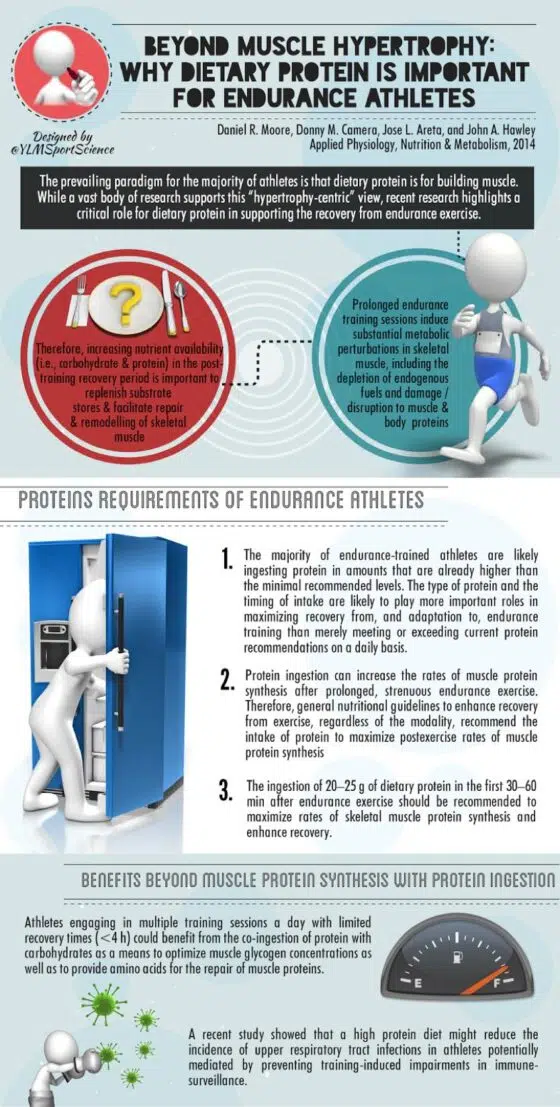 BEYOND MUSCLE HYPERTROPHY:
WHY DIETARY PROTEIN IS IMPORTANT
FOR ENDURANCE ATHLETES
Designed by
@YLMSportScience
Daniel R. Moore, Donny M. Camera, Jose L. Areta, and John A. Hawley
Applied Physiology, Nutrition & Metabolism, 2014
The prevailing paradigm for the majority of athletes is that dietary protein is for building muscle.
While a vast body of research supports this "hypertrophy-centric" view, recent research highlights a
critical role for dietary protein in supporting the recovery from endurance exercise.
Prolonged endurance
training sessions induce
substantial metabolic
perturbations in skeletal
muscle, including the
depletion of endogenous
fuels and damage /
disruption to muscle &
body proteins
?
Therefore, increasing nutrient availability
(i.e., carbohydrate & protein) in the post-
training recovery period is important to
replenish substrate
stores & facilitate repair
& remodelling of skeletal
muscle
PROTEINS REQUIREMENTS OF ENDURANCE ATHLETES
1. The majority of endurance-trained athletes are likely
ingesting protein in amounts that are already higher than
the minimal recommended levels. The type of protein and the
timing of intake are likely to play more important roles in
maximizing recovery from, and adaptation to, endurance
training than merely meeting or exceeding current protein
recommendations on a daily basis.
2. Protein ingestion can increase the rates of muscle protein
synthesis after prolonged, strenuous endurance exercise.
Therefore, general nutritional guidelines to enhance recovery
from exercise, regardless of the modality, recommend the
intake of protein to maximize postexercise rates of muscle
protein synthesis
3. The ingestion of 20–25 g of dietary protein in the first 30–60
min after endurance exercise should be recommended to
maximize rates of skeletal muscle protein synthesis and
enhance recovery.
BENEFITS BEYOND MUSCLE PROTEIN SYNTHESIS WITH PROTEIN INGESTION
Athletes engaging in multiple training sessions a day with limited
recovery times (<4 h) could benefit from the co-ingestion of protein with
carbohydrates as a means to optimize muscle glycogen concentrations as
well as to provide amino acids for the repair of muscle proteins.
E F
A recent study showed that a high protein diet might reduce the
incidence of upper respiratory tract infections in athletes potentially
mediated by preventing training-induced impairments in immune-
surveillance.